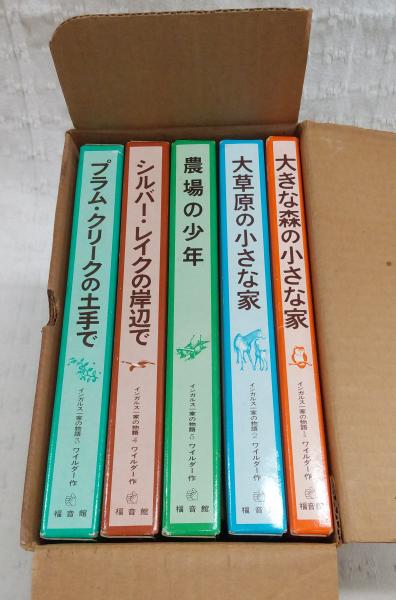 プラム・クリークの土手で
インガルス一家の物語3 ワイルダー作
福音館
シルバー・レイクの岸辺で
インガルス一家の物語4 ワイルダー作
福音館
農場の少年
インガルス一家の物語5 ワイルダー作
福音館
大草原の小さな家
インガルス一家の物語2 ワイルダー作
福音館
大きな森の小さな家
インガルス一家の物語1 ワイルダー作
福音館